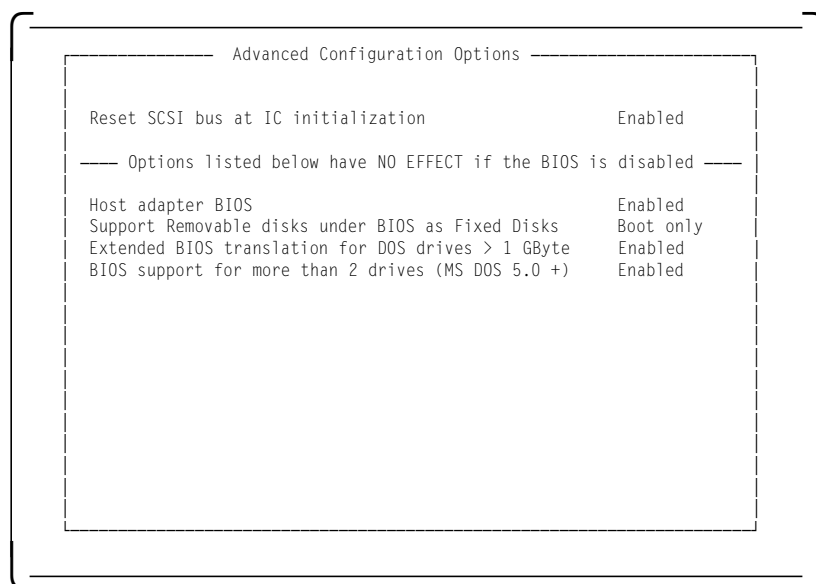 Advanced Configuration Options
Reset SCSI bus at IC initialization Enabled
Options listed below have NO EFFECT if the BIOS is disabled
Host adapter BIOS Enabled
Support Removable disks under BIOS as Fixed Disks Boot only
Extended BIOS translation for DOS drives > 1 GByte Enabled
BIOS support for more than 2 drives (MS DOS 5.0 +) Enabled